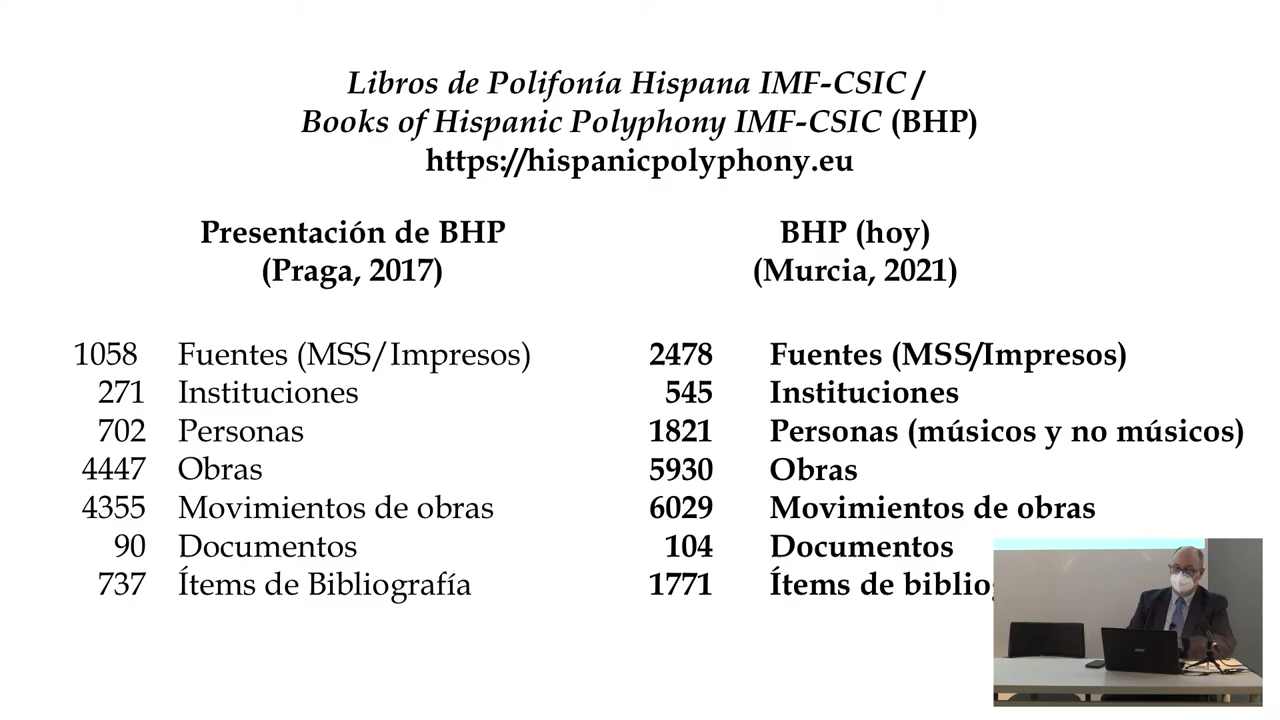 Libros de Polifonía Hispana IMF-CSIC /
Books of Hispanic Polyphony IMF-CSIC (BHP)
https://hispanicpolyphony.eu
Presentación de BHP
(Praga, 2017)
1058 Fuentes (MSS/Impresos)
271 Instituciones
702 Personas
4447 Obras
4355 Movimientos de obras
90 Documentos
737 Ítems de Bibliografía
BHP (hoy)
(Murcia, 2021)
2478 Fuentes (MSS/Impresos)
545 Instituciones
1821 Personas (músicos y no músicos)
5930 Obras
6029 Movimientos de obras
104 Documentos
1771 Ítems de